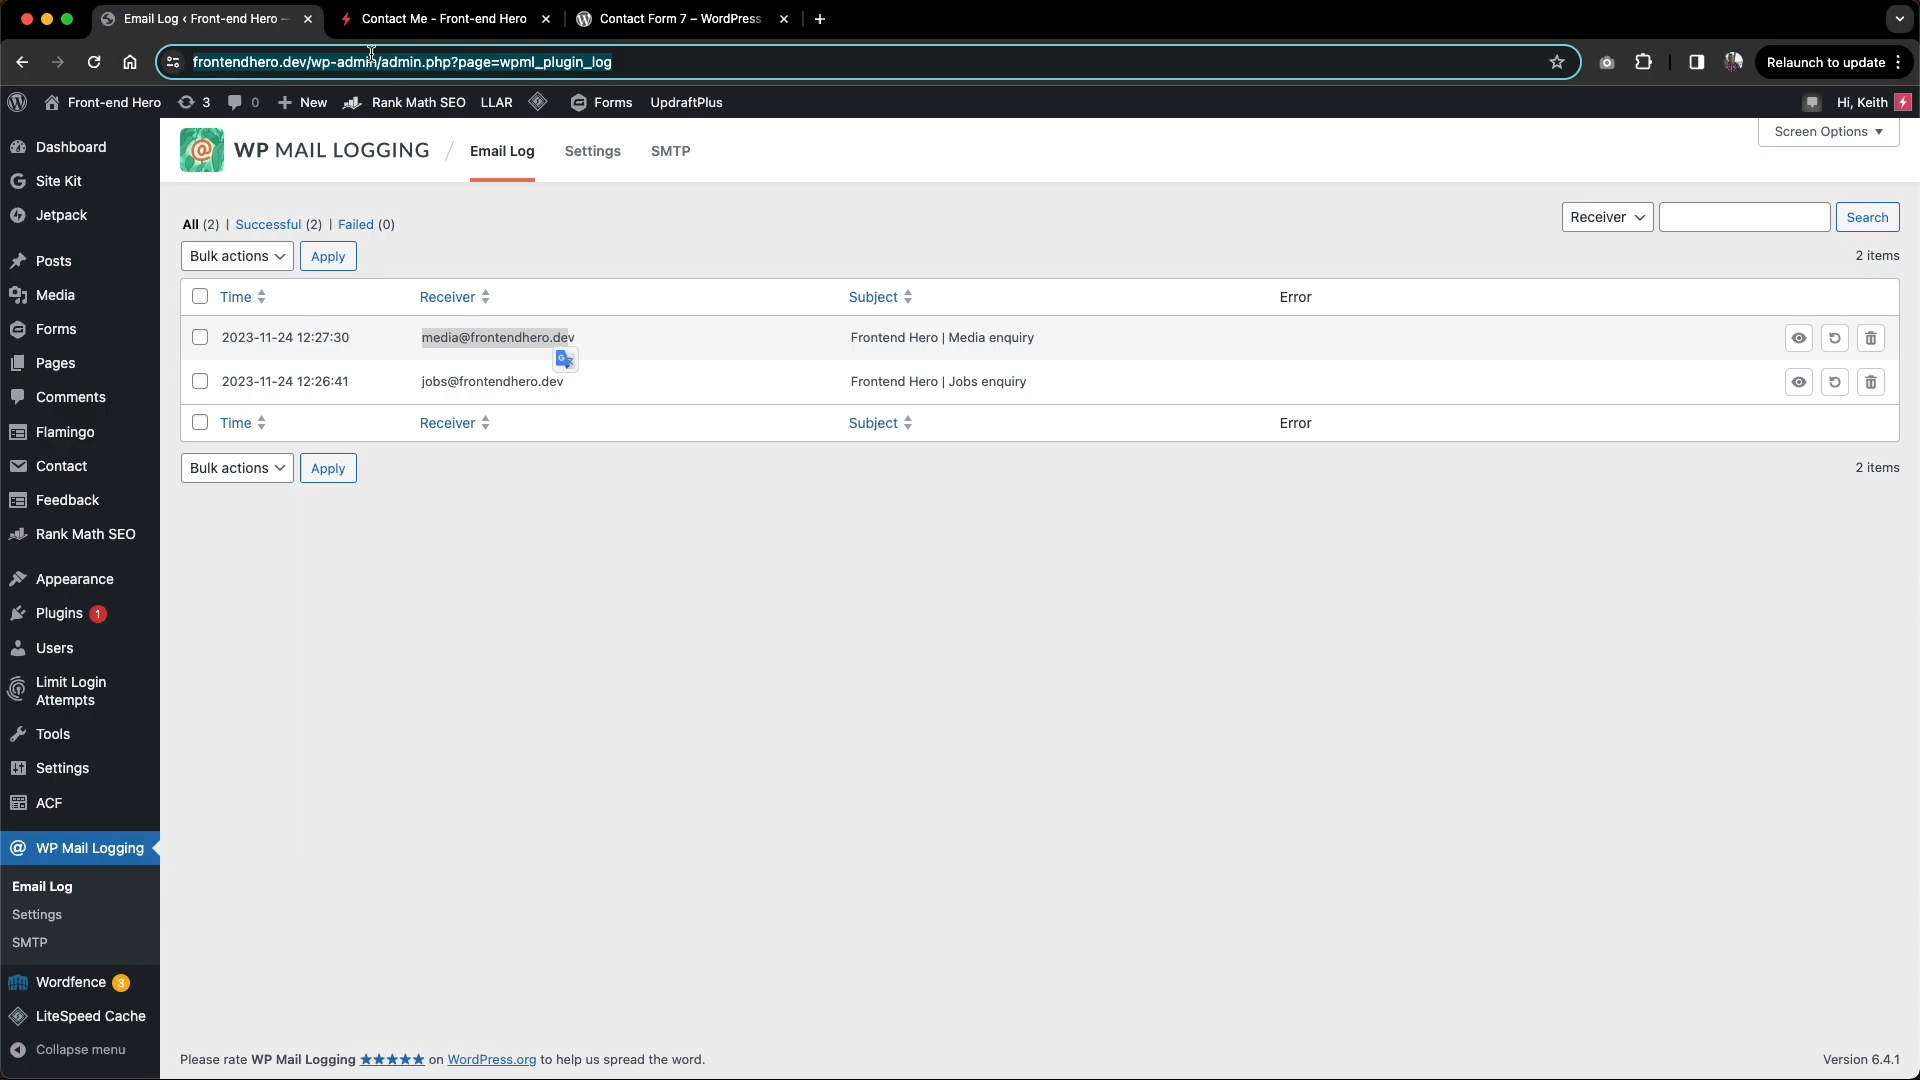 Email Log ‹ Front-end Hero —
Contact Me - Front-end Hero
Contact Form 7 – WordPress
frontendhero.dev/wp-admin/admin.php?page=wpml_plugin_log
Relaunch to update
Front-end Hero
3
0
New
Rank Math SEO
LLAR
Forms
UpdraftPlus
Hi, Keith
Dashboard
Site Kit
Jetpack
Posts
Media
Forms
Pages
Comments
Flamingo
Contact
Feedback
Rank Math SEO
Appearance
Plugins 1
Users
Limit Login
Attempts
Tools
Settings
ACF
WP Mail Logging
Email Log
Settings
SMTP
Wordfence 3
LiteSpeed Cache
Collapse menu
WP MAIL LOGGING / Email Log Settings SMTP
Screen Options
All (2) | Successful (2) | Failed (0)
Receiver
Search
Bulk actions
Apply
2 items
Time Receiver Subject Error
2023-11-24 12:27:30 media@frontendhero.dev Frontend Hero | Media enquiry
2023-11-24 12:26:41 jobs@frontendhero.dev Frontend Hero | Jobs enquiry
Time Receiver Subject Error
Bulk actions
Apply
2 items
Please rate WP Mail Logging ★★★★★ on WordPress.org to help us spread the word.
Version 6.4.1